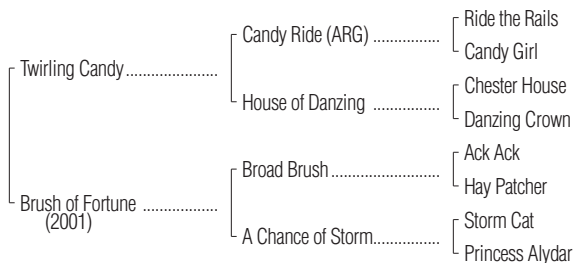 Ride the Rails
Candy Ride (ARG) ................
Candy Girl
Twirling Candy .....................
Chester House
House of Danzing ................
Danzing Crown
Ack Ack
Broad Brush ..........................
Hay Patcher
Brush of Fortune ..................
(2001)
Storm Cat
A Chance of Storm................
Princess Alydar